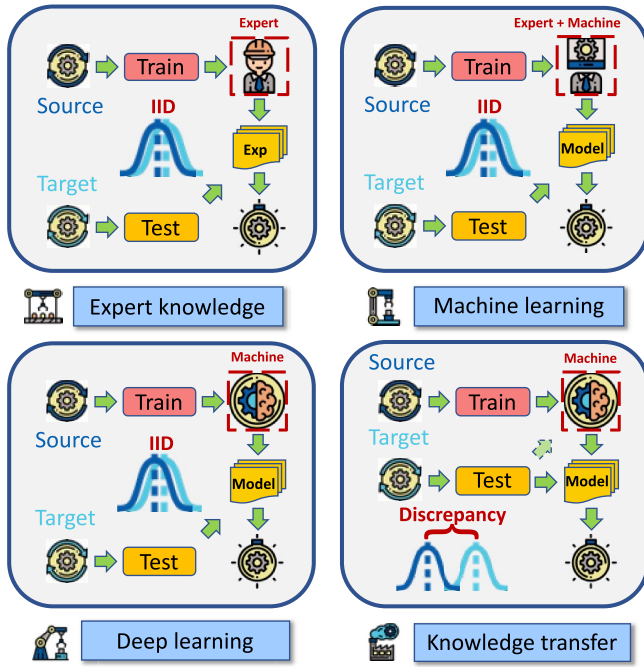 Expert
Train
Source
IID
Exp
Target
Test
Expert knowledge
Expert + Machine
Train
Source
IID
Model
Target
Test
Machine learning
Machine
Train
Source
IID
Model
Target
Test
Deep learning
Source
Machine
Train
Target
Test
Model
Discrepancy
Knowledge transfer